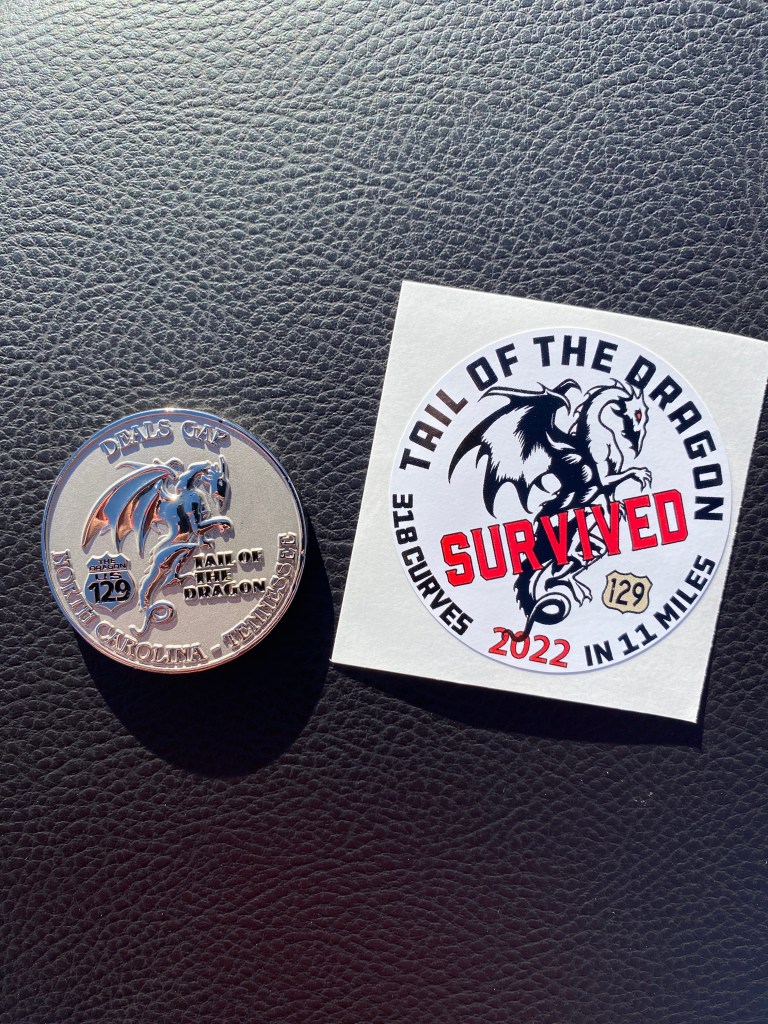 DEALS GAP
THE
DRAGON
U.S
129
TAIL OF
THE
DRAGON
NORTH CAROLINA - TENNESSEE
TAIL OF THE DRAGON
SURVIVED
318 CURVES
129
2022
IN 11 MILES